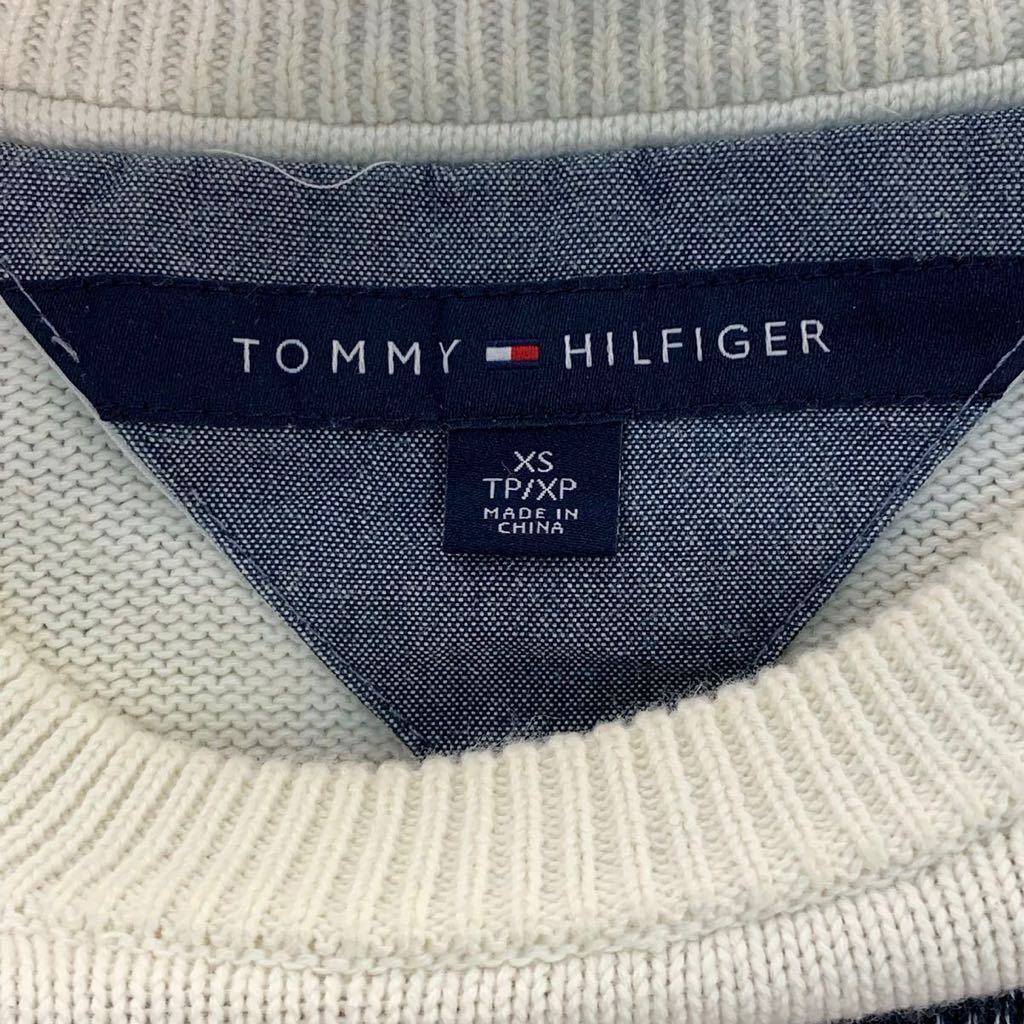 TOMMY HILFIGER
XS
TP/XP
MADE IN
CHINA